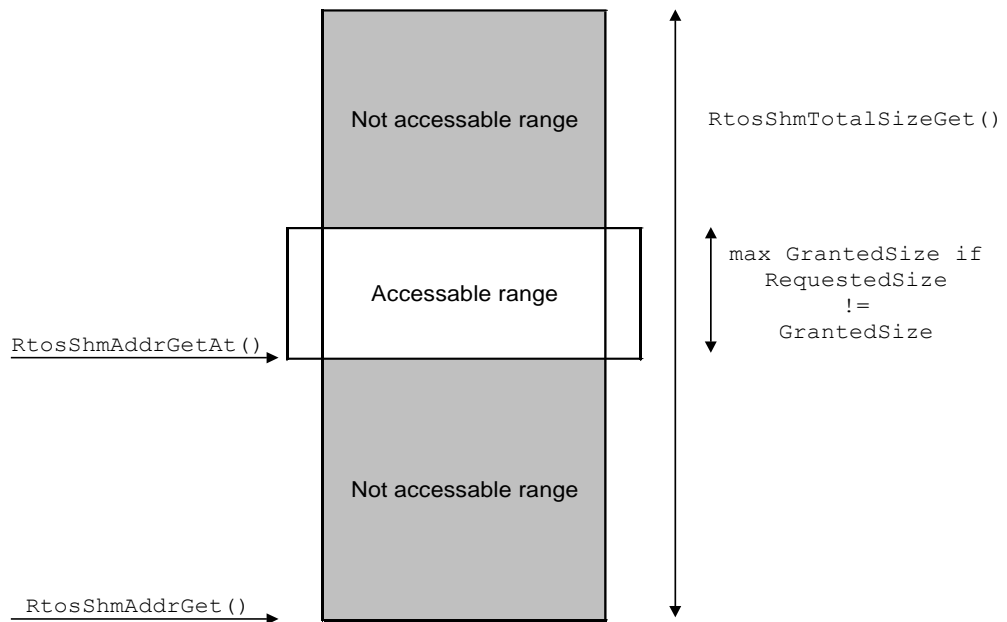 Not accessable range
RtosShmTotalSizeGet()
max GrantedSize if
RequestedSize
!=
GrantedSize
Accessable range
RtosShmAddrGetAt()
Not accessable range
RtosShmAddrGet()